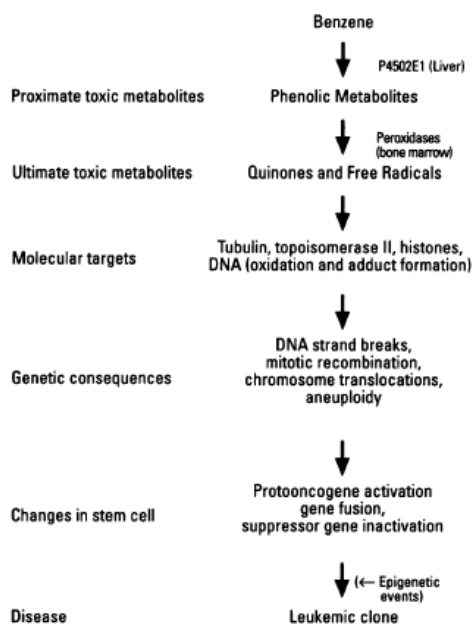 Benzene
P4502E1 (Liver)
Proximate toxic metabolites
Phenolic Metabolites
Peroxidases
(bone marrow)
Ultimate toxic metabolites
Quinones and Free Radicals
Molecular targets
Tubulin, topoisomerase II, histones,
DNA (oxidation and adduct formation)
Genetic consequences
DNA strand breaks,
mitotic recombination,
chromosome translocations,
aneuploidy
Changes in stem cell
Protooncogene activation
gene fusion,
suppressor gene inactivation
(← Epigenetic
events)
Disease
Leukemic clone